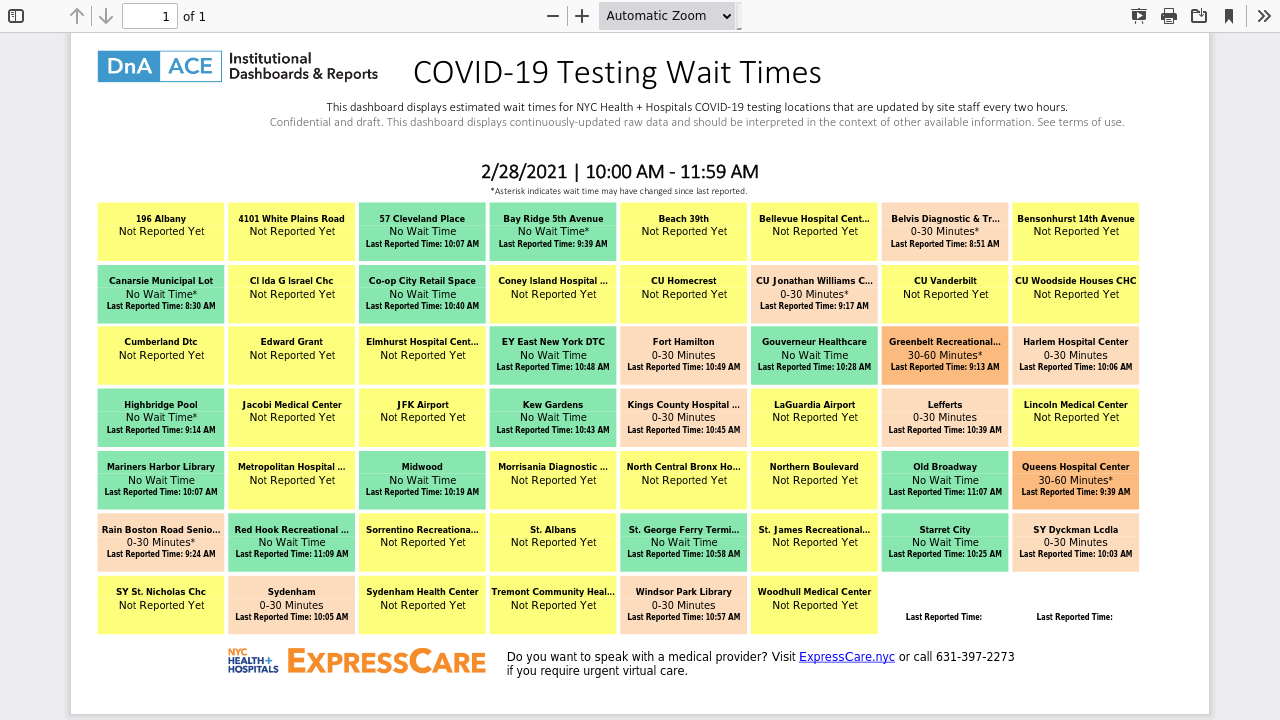 1 of 1 Automatic Zoom
DnA ACE Institutional
Dashboards & Reports
COVID-19 Testing Wait Times
This dashboard displays estimated wait times for NYC Health + Hospitals COVID-19 testing locations that are updated by site staff every two hours.
Confidential and draft. This dashboard displays continuously-updated raw data and should be interpreted in the context of other available information. See terms of use.
2/28/2021 | 10:00 AM - 11:59 AM
*Asterisk indicates wait time may have changed since last reported.
196 Albany
Not Reported Yet
4101 White Plains Road
Not Reported Yet
57 Cleveland Place
No Wait Time
Last Reported Time: 10:07 AM
Bay Ridge 5th Avenue
No Wait Time*
Last Reported Time: 9:39 AM
Beach 39th
Not Reported Yet
Bellevue Hospital Cent...
Not Reported Yet
Belvis Diagnostic & Tr...
0-30 Minutes*
Last Reported Time: 8:51 AM
Bensonhurst 14th Avenue
Not Reported Yet
Canarsie Municipal Lot
No Wait Time*
Last Reported Time: 8:30 AM
Cl Ida G Israel Chc
Not Reported Yet
Co-op City Retail Space
No Wait Time
Last Reported Time: 10:40 AM
Coney Island Hospital ...
Not Reported Yet
CU Homecrest
Not Reported Yet
CU Jonathan Williams C...
0-30 Minutes*
Last Reported Time: 9:17 AM
CU Vanderbilt
Not Reported Yet
CU Woodside Houses CHC
Not Reported Yet
Cumberland Dtc
Not Reported Yet
Edward Grant
Not Reported Yet
Elmhurst Hospital Cent...
Not Reported Yet
EY East New York DTC
No Wait Time
Last Reported Time: 10:48 AM
Fort Hamilton
0-30 Minutes
Last Reported Time: 10:49 AM
Gouverneur Healthcare
No Wait Time
Last Reported Time: 10:28 AM
Greenbelt Recreational...
30-60 Minutes*
Last Reported Time: 9:13 AM
Harlem Hospital Center
0-30 Minutes
Last Reported Time: 10:06 AM
Highbridge Pool
No Wait Time*
Last Reported Time: 9:14 AM
Jacobi Medical Center
Not Reported Yet
JFK Airport
Not Reported Yet
Kew Gardens
No Wait Time
Last Reported Time: 10:43 AM
Kings County Hospital ...
0-30 Minutes
Last Reported Time: 10:45 AM
LaGuardia Airport
Not Reported Yet
Lefferts
0-30 Minutes
Last Reported Time: 10:39 AM
Lincoln Medical Center
Not Reported Yet
Mariners Harbor Library
No Wait Time
Last Reported Time: 10:07 AM
Metropolitan Hospital ...
Not Reported Yet
Midwood
No Wait Time
Last Reported Time: 10:19 AM
Morrisania Diagnostic ...
Not Reported Yet
North Central Bronx Ho...
Not Reported Yet
Northern Boulevard
Not Reported Yet
Old Broadway
No Wait Time
Last Reported Time: 11:07 AM
Queens Hospital Center
30-60 Minutes*
Last Reported Time: 9:39 AM
Rain Boston Road Senio...
0-30 Minutes*
Last Reported Time: 9:24 AM
Red Hook Recreational ...
No Wait Time
Last Reported Time: 11:09 AM
Sorrentino Recreationa...
Not Reported Yet
St. Albans
Not Reported Yet
St. George Ferry Termi...
No Wait Time
Last Reported Time: 10:58 AM
St. James Recreational...
Not Reported Yet
Starret City
No Wait Time
Last Reported Time: 10:25 AM
SY Dyckman Lcdla
0-30 Minutes
Last Reported Time: 10:03 AM
SY St. Nicholas Chc
Not Reported Yet
Sydenham
0-30 Minutes
Last Reported Time: 10:05 AM
Sydenham Health Center
Not Reported Yet
Tremont Community Heal...
Not Reported Yet
Windsor Park Library
0-30 Minutes
Last Reported Time: 10:57 AM
Woodhull Medical Center
Not Reported Yet
Last Reported Time:
Last Reported Time:
NYC
HEALTH+
HOSPITALS
EXPRESSCARE
Do you want to speak with a medical provider? Visit ExpressCare.nyc or call 631-397-2273
if you require urgent virtual care.